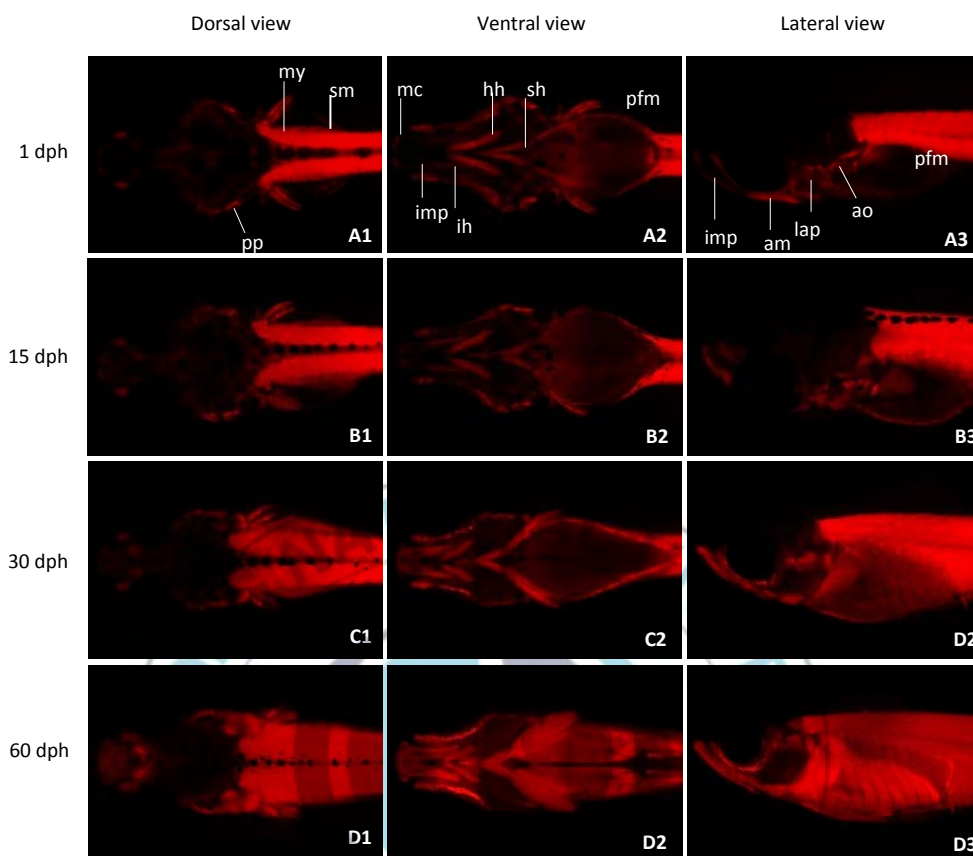 Dorsal view
Ventral view
Lateral view
1 dph
my
sm
pp
A1
mc
hh
sh
pfm
imp
ih
A2
pfm
imp
am
lap
ao
A3
15 dph
B1
B2
B3
30 dph
C1
C2
D2
60 dph
D1
D2
D3